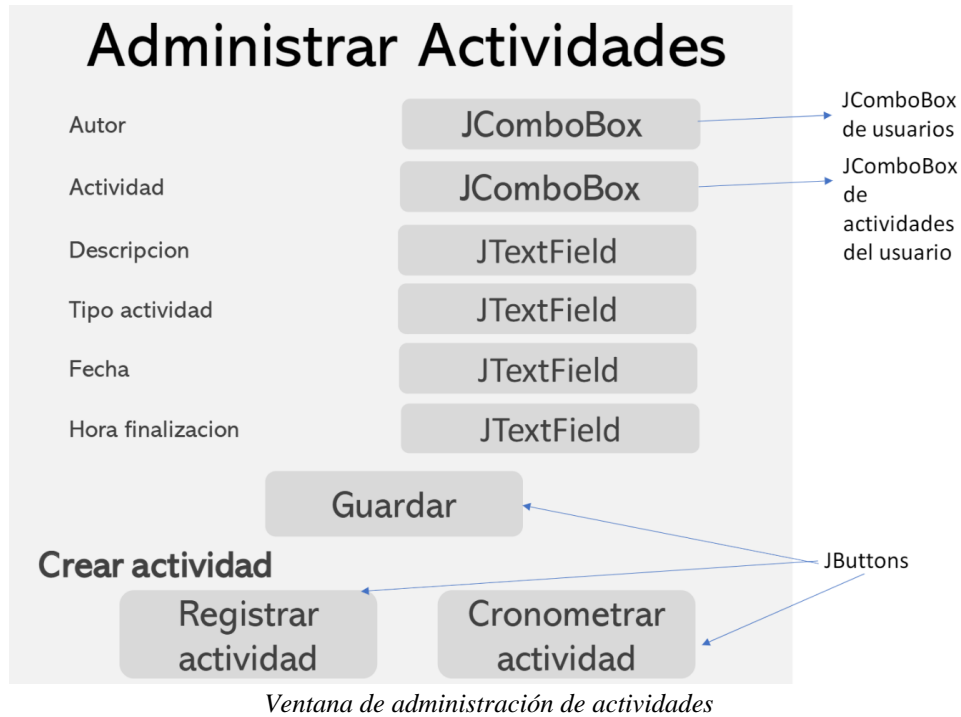 Administrar Actividades
Autor
JComboBox
JComboBox
de usuarios
Actividad
JComboBox
JComboBox
de
actividades
del usuario
Descripcion
JTextField
Tipo actividad
JTextField
Fecha
JTextField
Hora finalizacion
JTextField
Guardar
Crear actividad
JButtons
Registrar
actividad
Cronometrar
actividad
Ventana de administración de actividades